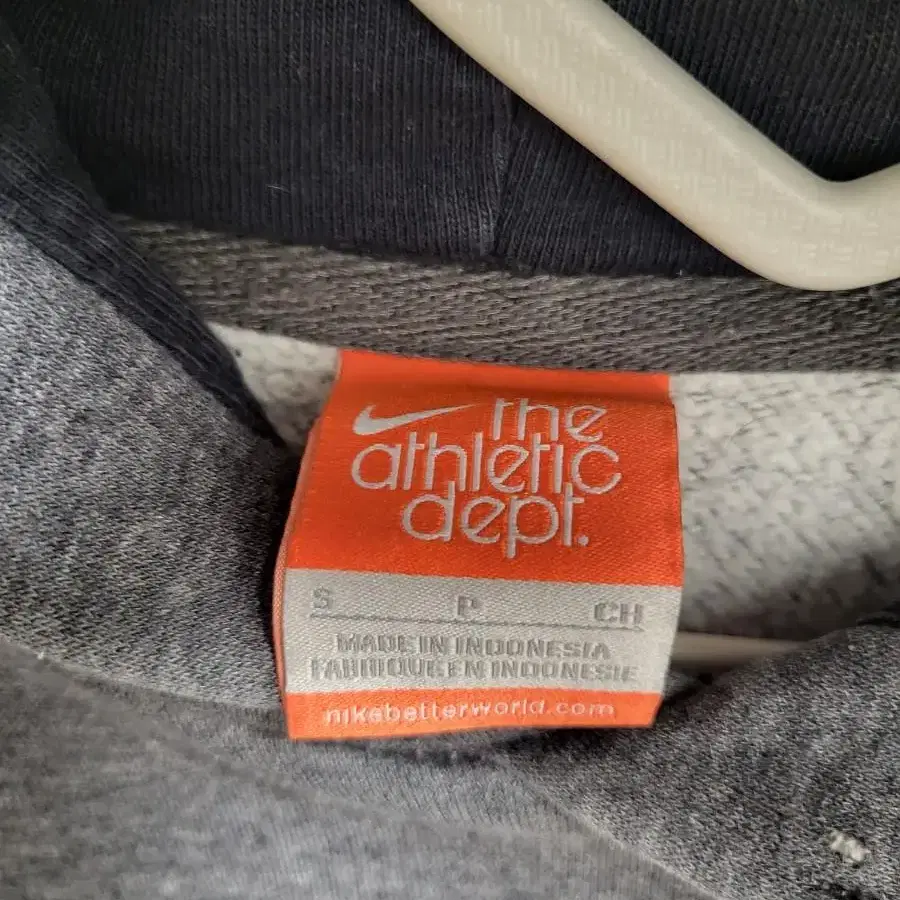 the
athletic
dept.
S P CH
MADE IN INDONESIA
FABRIQUE EN INDONESIE
nikebetterworld.com